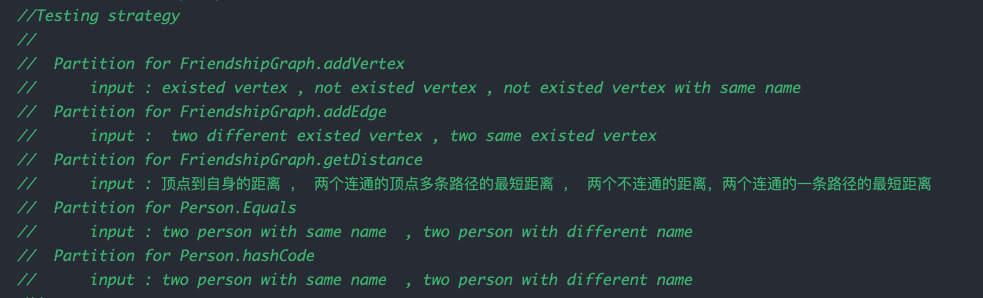 //Testing strategy
//
//  Partition for FriendshipGraph.addVertex
//      input : existed vertex , not existed vertex , not existed vertex with same name
//  Partition for FriendshipGraph.addEdge
//      input :  two different existed vertex , two same existed vertex
//  Partition for FriendshipGraph.getDistance
//      input : 顶点到自身的距离 ， 两个连通的顶点多条路径的最短距离 ， 两个不连通的距离，两个连通的一条路径的最短距离
//  Partition for Person.Equals
//      input : two person with same name  , two person with different name
//  Partition for Person.hashCode
//      input : two person with same name  , two person with different name